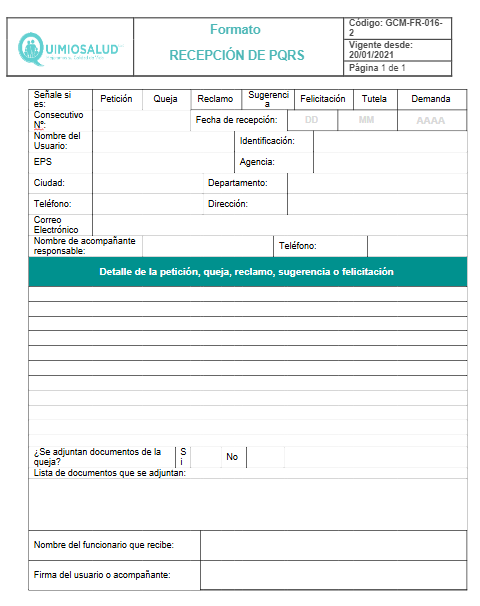 QUIMIOSALUD
Formato
RECEPCIÓN DE PQRS
Código: GCM-FR-016-
2
Vigente desde:
20/01/2021
Página 1 de 1
Señale si
es:
Petición
Queja
Reclamo
Sugerenci
a
Felicitación
Tutela
Demanda
Consecutivo
Nº:
Fecha de recepción:
DD
MM
AAAA
Nombre del
Usuario:
Identificación:
EPS
Agencia:
Ciudad:
Departamento:
Teléfono:
Dirección:
Correo
Electrónico
Nombre de acompañante
responsable:
Teléfono:
Detalle de la petición, queja, reclamo, sugerencia o felicitación
¿Se adjuntan documentos de la
queja?
S
i
No
Lista de documentos que se adjuntan:
Nombre del funcionario que recibe:
Firma del usuario o acompañante: